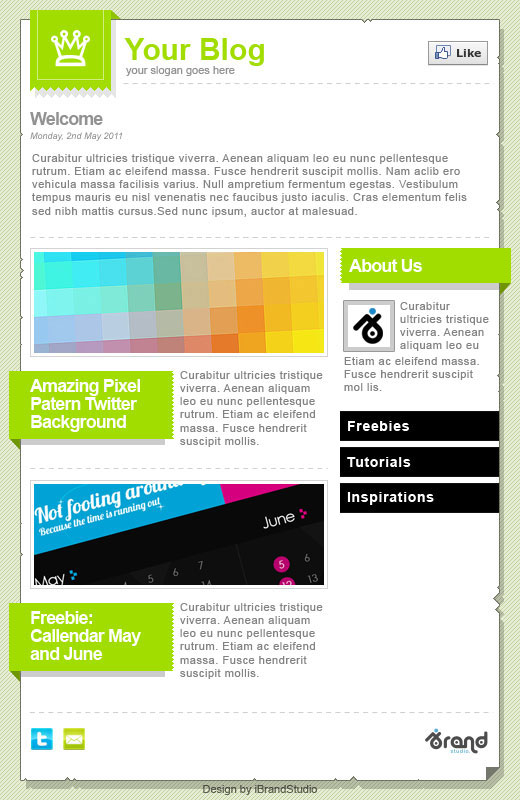 Your Blog
your slogan goes here
Like
Welcome
Monday, 2nd May 2011
Curabitur ultricies tristique viverra. Aenean aliquam leo eu nunc pellentesque
rutrum. Etiam ac eleifend massa. Fusce hendrerit suscipit mollis. Nam aclib ero
vehicula massa facilisis varius. Null ampretium fermentum egestas. Vestibulum
tempus mauris eu nisl venenatis nec faucibus justo iaculis. Cras elementum felis
sed nibh mattis cursus.Sed nunc ipsum, auctor at malesuad.
About Us
Curabitur
ultricies tristique
viverra. Aenean
aliquam leo eu
Etiam ac eleifend massa.
Fusce hendrerit suscipit
mol lis.
Amazing Pixel
Patern Twitter
Background
Curabitur ultricies tristique
viverra. Aenean aliquam
leo eu nunc pellentesque
rutrum. Etiam ac eleifend
massa. Fusce hendrerit
suscipit mollis.
Freebies
Tutorials
Inspirations
Not fooling around
Because the time is running out
June
May
5
6
7
6
5
12
13
14
Freebie:
Callendar May
and June
Curabitur ultricies tristique
viverra. Aenean aliquam
leo eu nunc pellentesque
rutrum. Etiam ac eleifend
massa. Fusce hendrerit
suscipit mollis.
t
iBrand
studio
Design by iBrandStudio